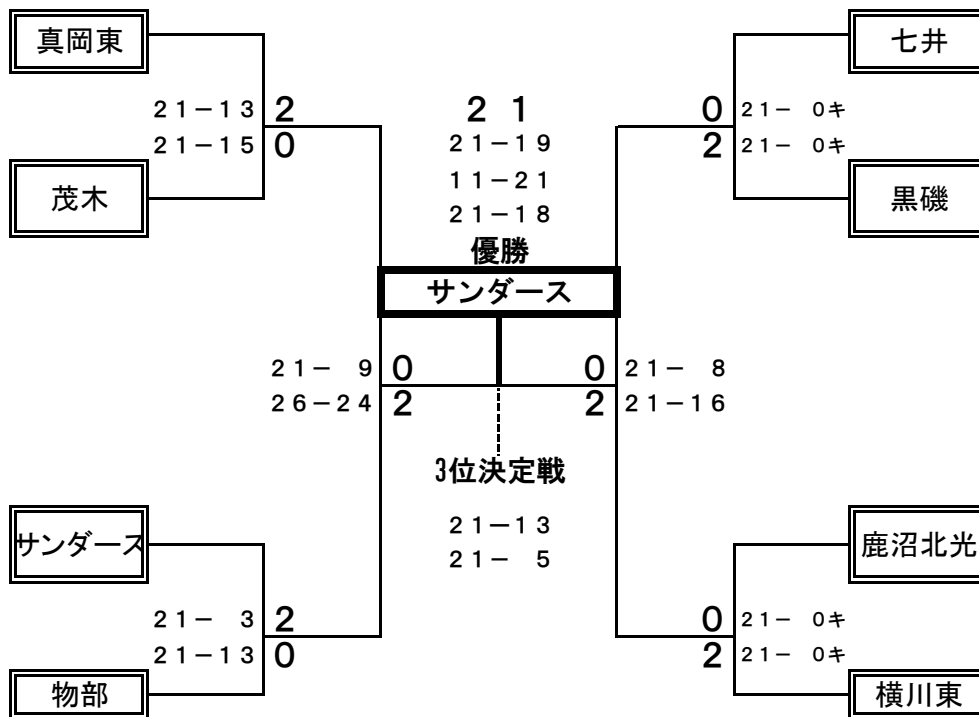 真岡東
七井
２１－１３ 2
２１－１５ 0
2 1
２１－１９
１１－２１
２１－１８
0 ２１－ ０キ
2 ２１－ ０キ
茂木
黒磯
優勝
サンダース
２１－ ９ 0
２６－２４ 2
0 ２１－ ８
2 ２１－１６
3位決定戦
２１－１３
２１－ ５
サンダース
鹿沼北光
２１－ ３ 2
２１－１３ 0
0 ２１－ ０キ
2 ２１－ ０キ
物部
横川東